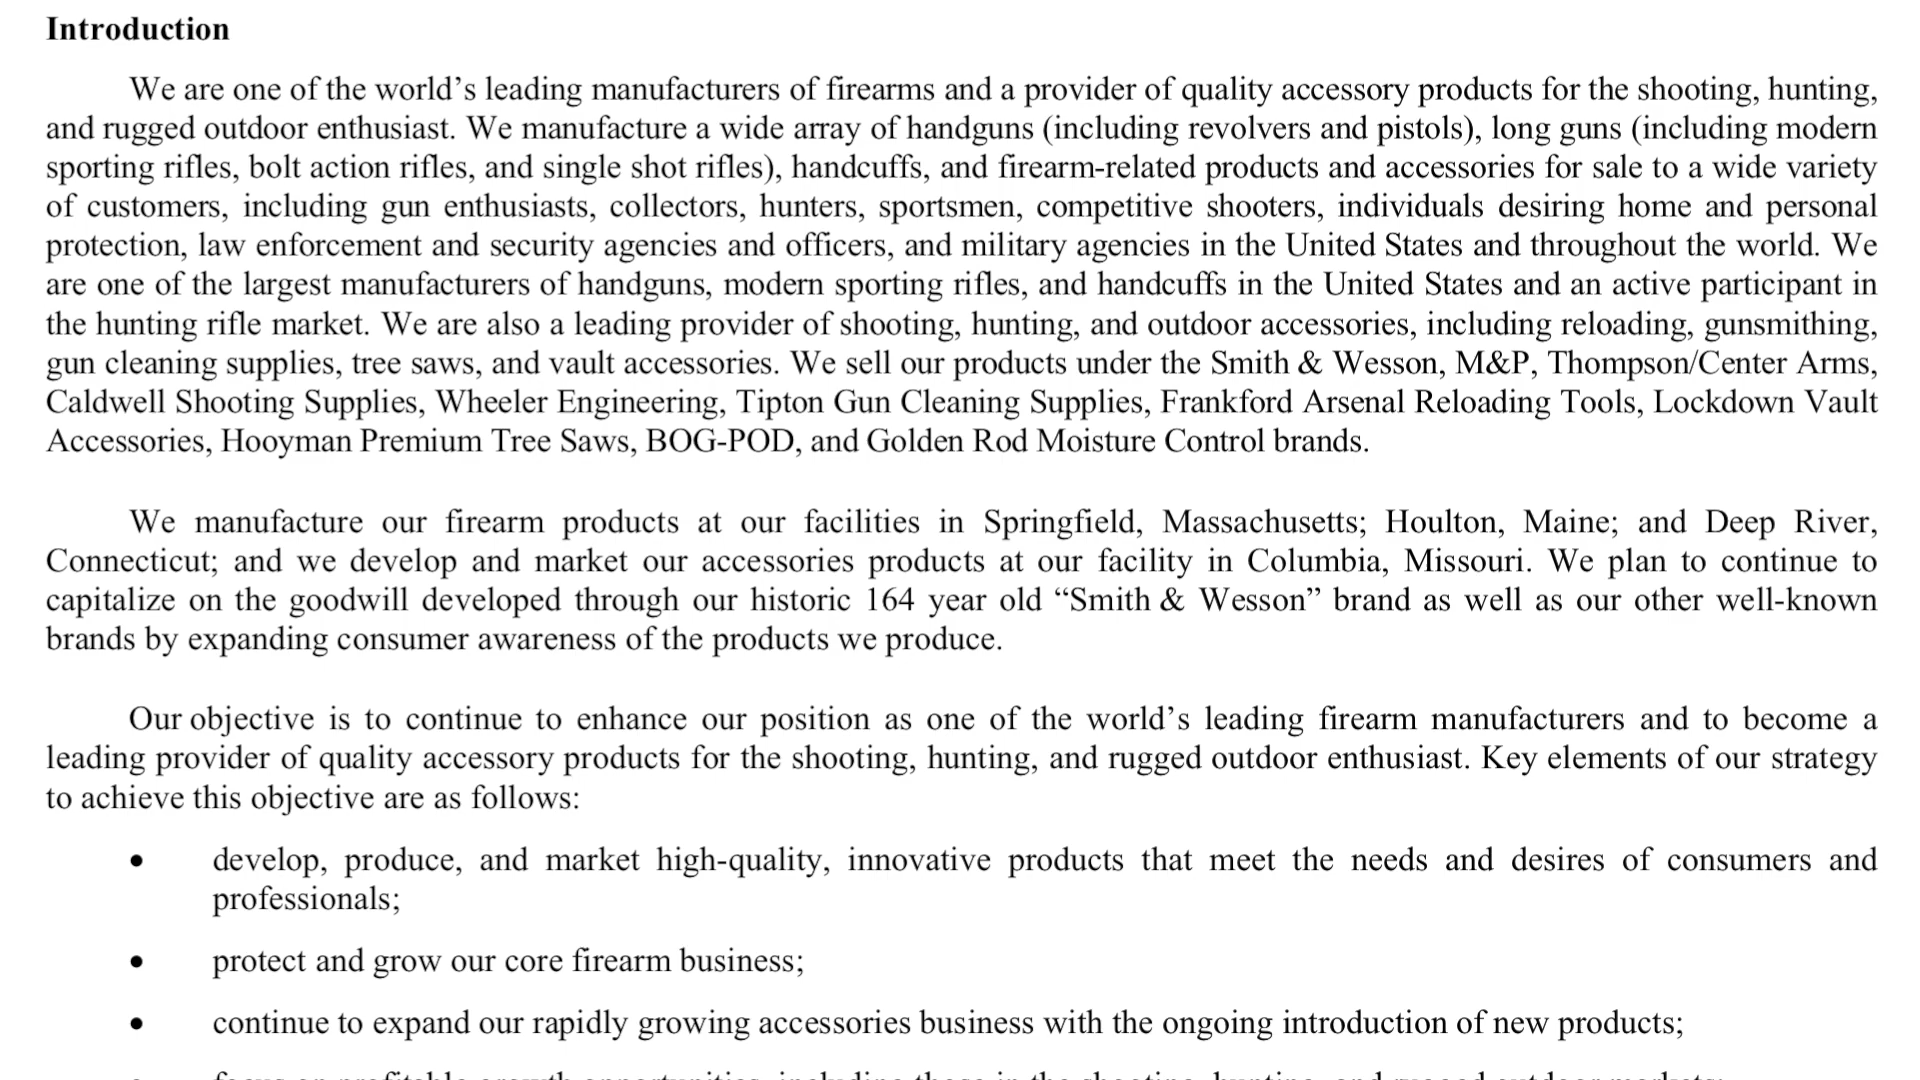 Introduction
We are one of the world’s leading manufacturers of firearms and a provider of quality accessory products for the shooting, hunting,
and rugged outdoor enthusiast. We manufacture a wide array of handguns (including revolvers and pistols), long guns (including modern
sporting rifles, bolt action rifles, and single shot rifles), handcuffs, and firearm-related products and accessories for sale to a wide variety
of customers, including gun enthusiasts, collectors, hunters, sportsmen, competitive shooters, individuals desiring home and personal
protection, law enforcement and security agencies and officers, and military agencies in the United States and throughout the world. We
are one of the largest manufacturers of handguns, modern sporting rifles, and handcuffs in the United States and an active participant in
the hunting rifle market. We are also a leading provider of shooting, hunting, and outdoor accessories, including reloading, gunsmithing,
gun cleaning supplies, tree saws, and vault accessories. We sell our products under the Smith & Wesson, M&P, Thompson/Center Arms,
Caldwell Shooting Supplies, Wheeler Engineering, Tipton Gun Cleaning Supplies, Frankford Arsenal Reloading Tools, Lockdown Vault
Accessories, Hooyman Premium Tree Saws, BOG-POD, and Golden Rod Moisture Control brands.
We manufacture our firearm products at our facilities in Springfield, Massachusetts; Houlton, Maine; and Deep River,
Connecticut; and we develop and market our accessories products at our facility in Columbia, Missouri. We plan to continue to
capitalize on the goodwill developed through our historic 164 year old “Smith & Wesson” brand as well as our other well-known
brands by expanding consumer awareness of the products we produce.
Our objective is to continue to enhance our position as one of the world’s leading firearm manufacturers and to become a
leading provider of quality accessory products for the shooting, hunting, and rugged outdoor enthusiast. Key elements of our strategy
to achieve this objective are as follows:
• develop, produce, and market high-quality, innovative products that meet the needs and desires of consumers and
professionals;
• protect and grow our core firearm business;
• continue to expand our rapidly growing accessories business with the ongoing introduction of new products;
• focus on profitable growth opportunities, including those in the shooting, hunting, and rugged outdoor markets;